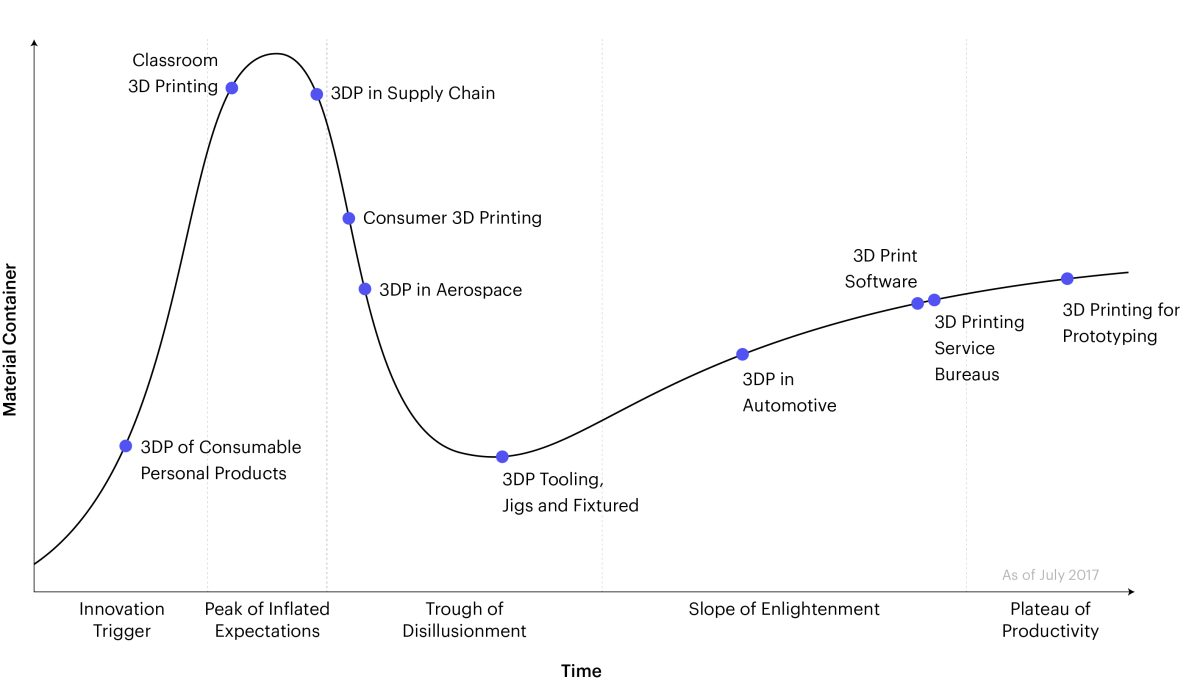 Classroom
3D Printing
3DP in Supply Chain
Consumer 3D Printing
3DP in Aerospace
3D Print
Software
3D Printing
Service
Bureaus
3D Printing for
Prototyping
3DP in
Automotive
3DP of Consumable
Personal Products
3DP Tooling,
Jigs and Fixtured
Material Container
As of July 2017
Innovation
Trigger
Peak of Inflated
Expectations
Trough of
Disillusionment
Slope of Enlightenment
Plateau of
Productivity
Time